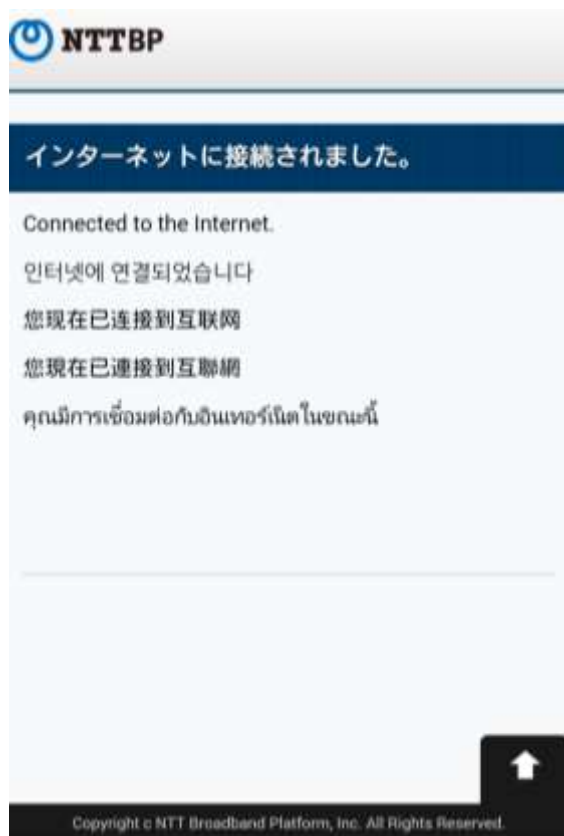 NTTBP
インターネットに接続されました。
Connected to the Internet.
인터넷에 연결되었습니다
您现在已连接到互联网
您現在已連接到互聯網
คุณมีการเชื่อมต่อกับอินเทอร์เน็ตในขณะนี้
Copyright c NTT Broadband Platform, Inc. All Rights Reserved.